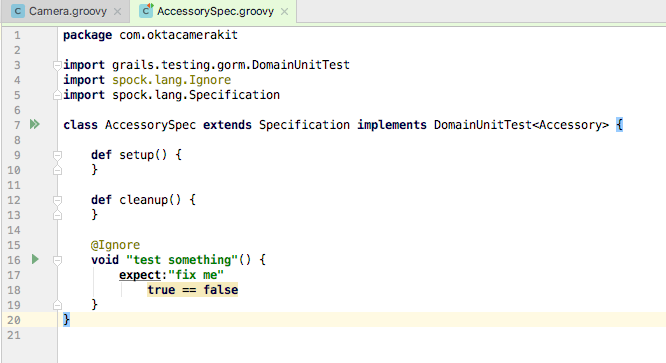 Camera.groovy
AccessorySpec.groovy
1 package com.oktacamerakit
2
3 import grails.testing.gorm.DomainUnitTest
4 import spock.lang.Ignore
5 import spock.lang.Specification
6
7 class AccessorySpec extends Specification implements DomainUnitTest<Accessory> {
8
9     def setup() {
10     }
11
12     def cleanup() {
13     }
14
15     @Ignore
16     void "test something"() {
17         expect:"fix me"
18             true == false
19     }
20 }
21